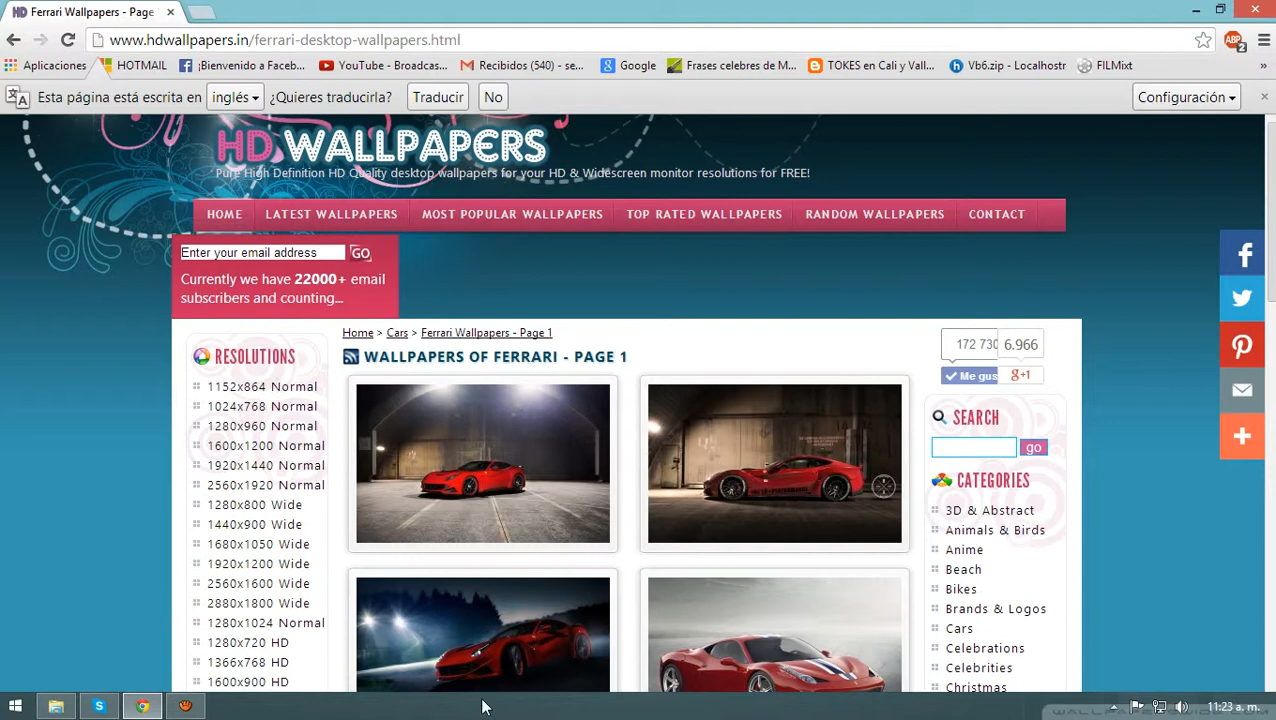 HD Ferrari Wallpapers - Page
www.hdwallpapers.in/ferrari-desktop-wallpapers.html
ABP 2
Aplicaciones HOTMAIL ¡Bienvenido a Faceb... YouTube - Broadcas... Recibidos (540) - se... Google Frases celebres de M... TOKES en Cali y Vall... Vb6.zip - Localhostr FILMixt »
Esta página está escrita en inglés ¿Quieres traducirla? Traducir No Configuración
HD WALLPAPERS
Pure High Definition HD Quality desktop wallpapers for your HD & Widescreen monitor resolutions for FREE!
HOME LATEST WALLPAPERS MOST POPULAR WALLPAPERS TOP RATED WALLPAPERS RANDOM WALLPAPERS CONTACT
Enter your email address GO
Currently we have 22000+ email
subscribers and counting...
Home > Cars > Ferrari Wallpapers - Page 1
WALLPAPERS OF FERRARI - PAGE 1
RESOLUTIONS
1152x864 Normal
1024x768 Normal
1280x960 Normal
1600x1200 Normal
1920x1440 Normal
2560x1920 Normal
1280x800 Wide
1440x900 Wide
1680x1050 Wide
1920x1200 Wide
2560x1600 Wide
2880x1800 Wide
1280x1024 Normal
1280x720 HD
1366x768 HD
1600x900 HD
172 730 6.966
Me gus g+1
SEARCH
go
CATEGORIES
3D & Abstract
Animals & Birds
Anime
Beach
Bikes
Brands & Logos
Cars
Celebrations
Celebrities
Christmas
11:23 a. m.